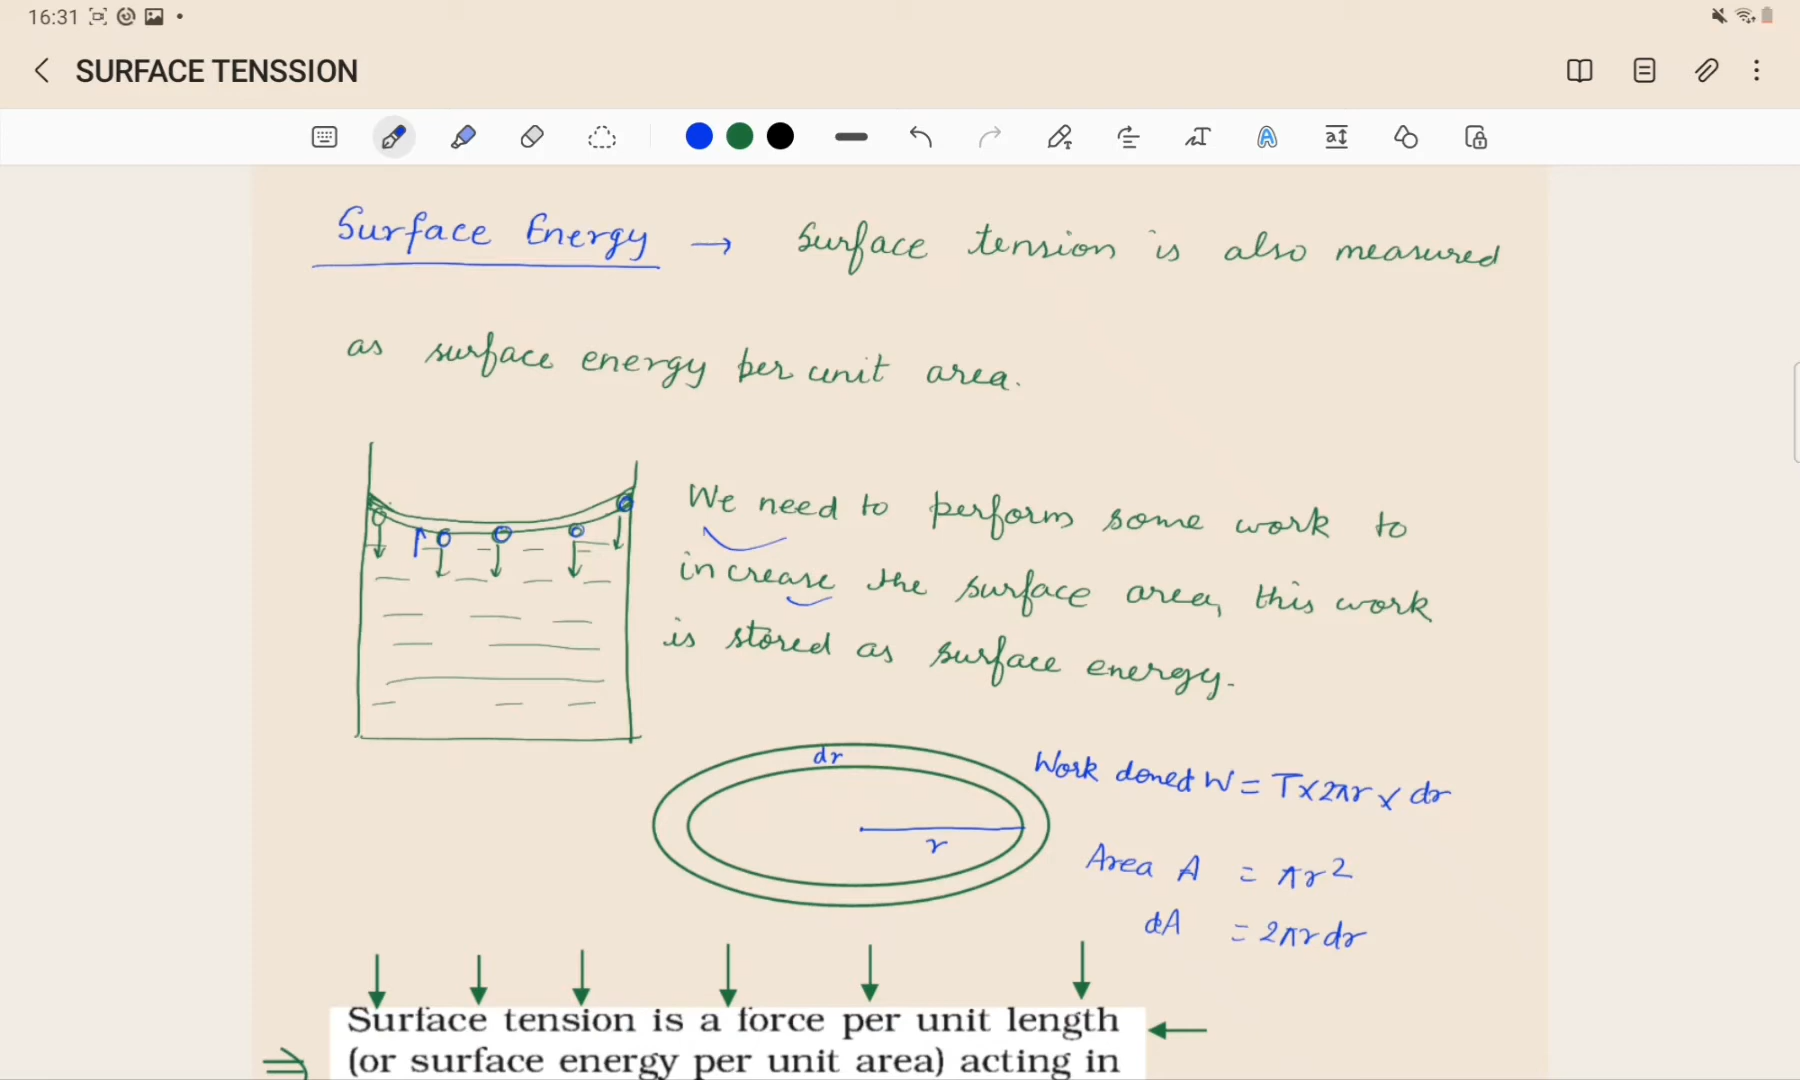 16:31
SURFACE TENSSION
Surface Energy → Surface tension is also measured
as surface energy per unit area.
We need to perform some work to
increase the surface area, this work
is stored as surface energy.
dr
r
Work doned W = T × 2πr × dr
Area A = πr²
dA = 2πr dr
Surface tension is a force per unit length
(or surface energy per unit area) acting in